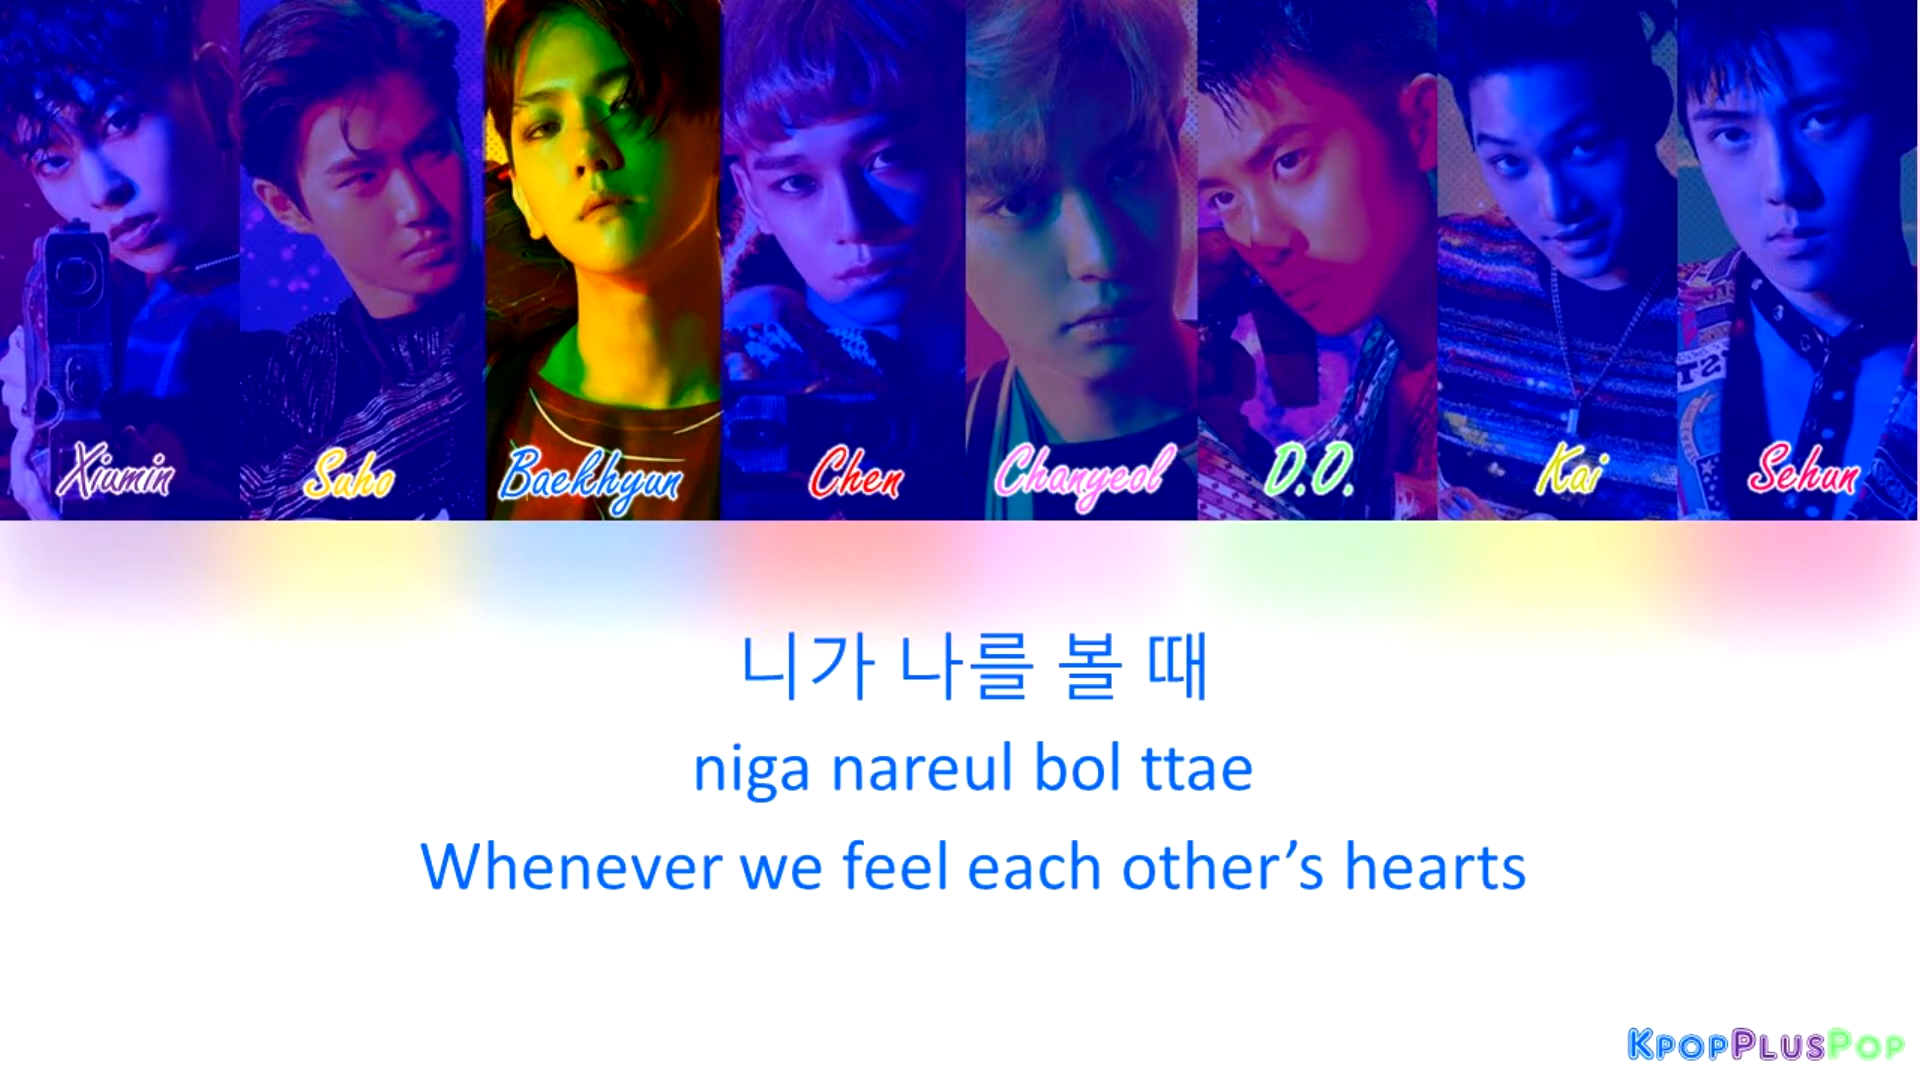 Xiumin Suho Baekhyun Chen Chanyeol D.O. Kai Sehun
니가 나를 볼 때
niga nareul bol ttae
Whenever we feel each other’s hearts
KpopPlusPop